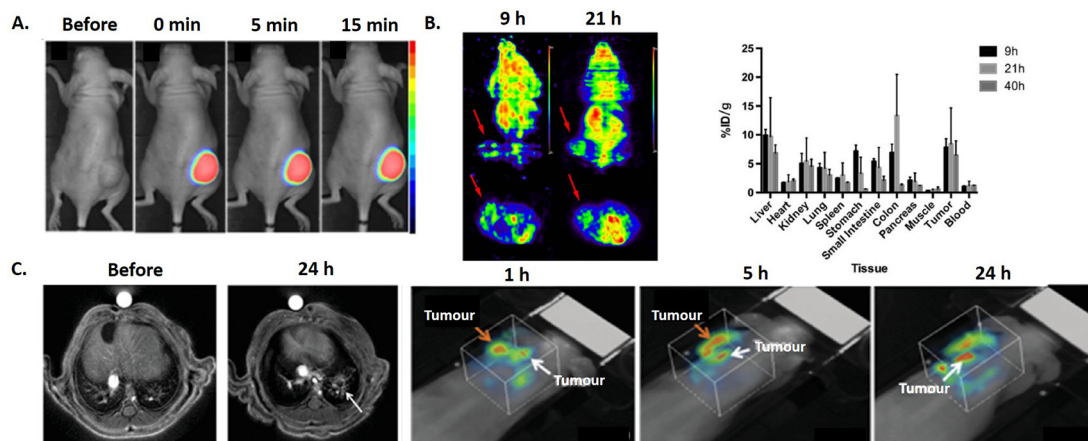 A.
Before
0 min
5 min
15 min
B.
9 h
21 h
%ID/g
25
20
15
10
5
0
9h
21h
40h
Liver
Heart
Kidney
Lung
Spleen
Stomach
Small Intestine
Colon
Pancreas
Muscle
Tumor
Blood
Tissue
C.
Before
24 h
1 h
5 h
24 h
Tumour
Tumour
Tumour
Tumour
Tumour